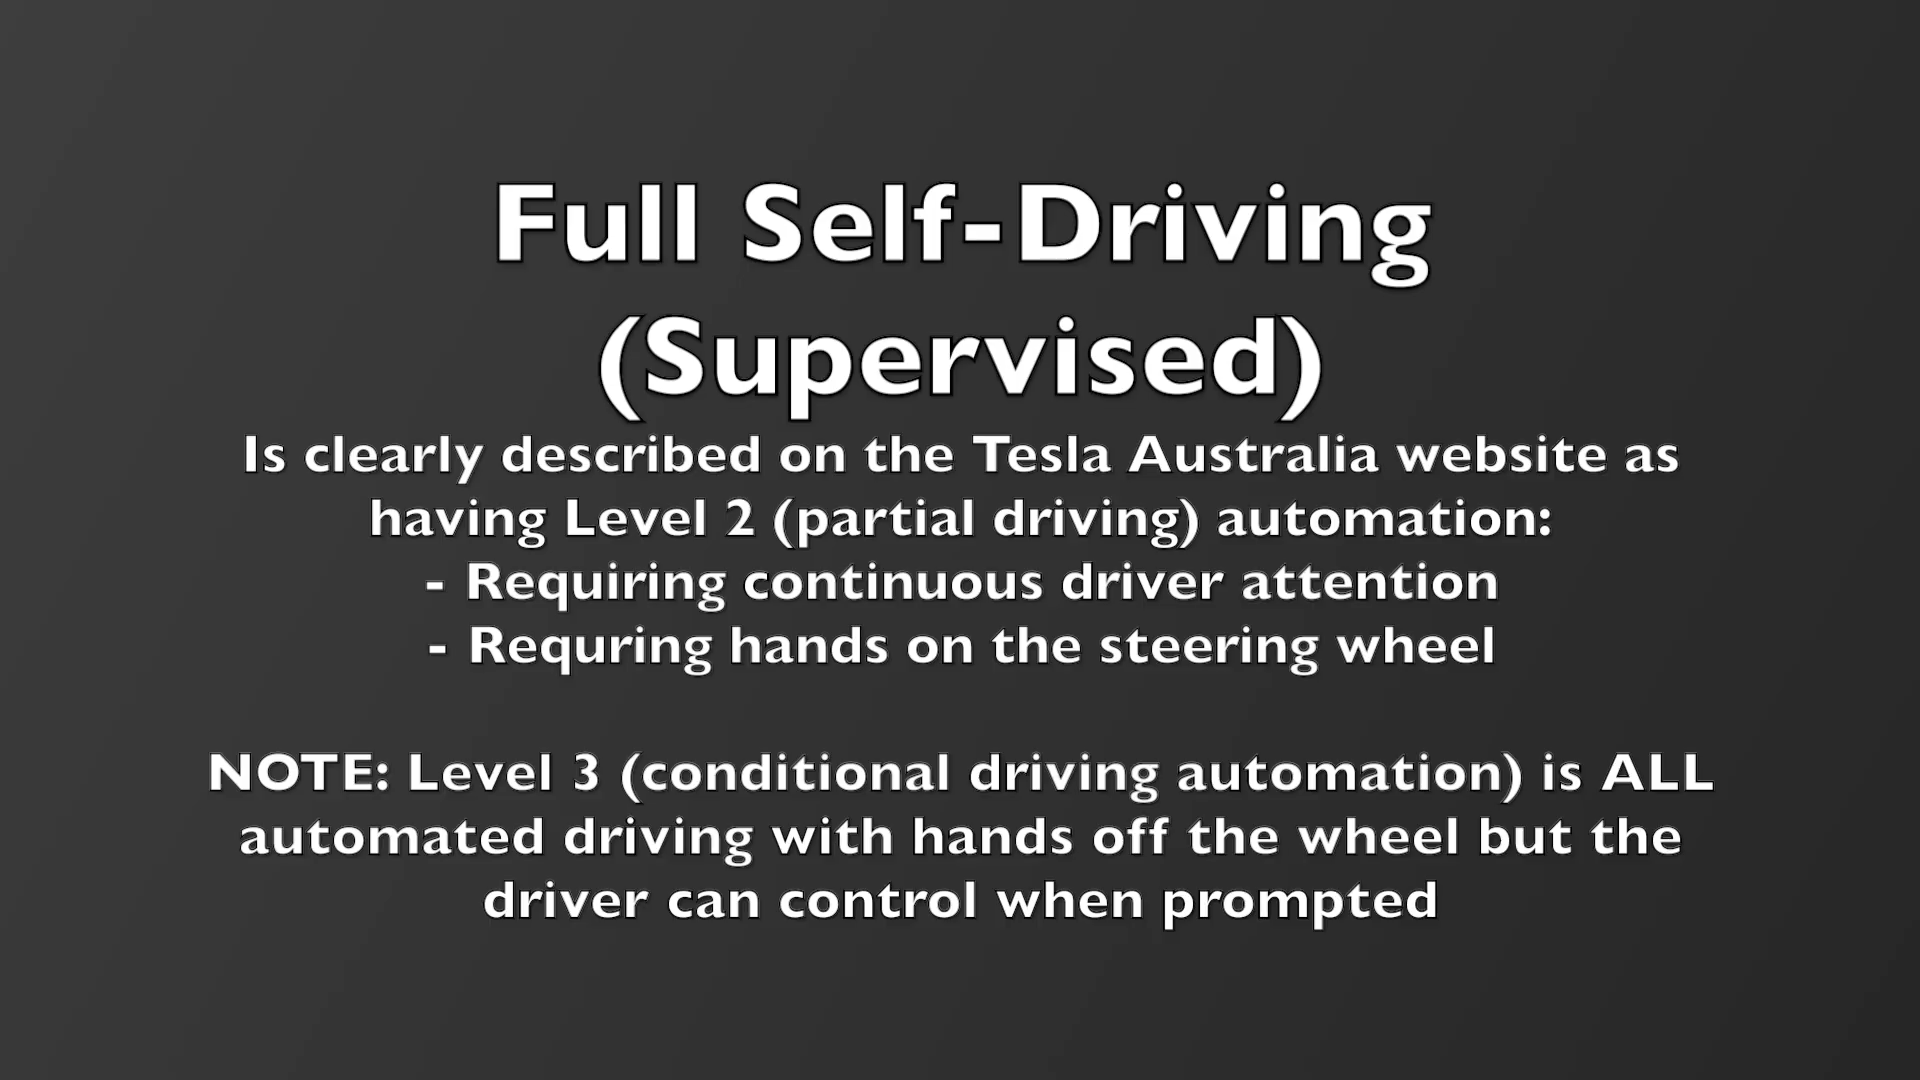 Full Self-Driving
(Supervised)
Is clearly described on the Tesla Australia website as
having Level 2 (partial driving) automation:
- Requiring continuous driver attention
- Requring hands on the steering wheel
NOTE: Level 3 (conditional driving automation) is ALL
automated driving with hands off the wheel but the
driver can control when prompted